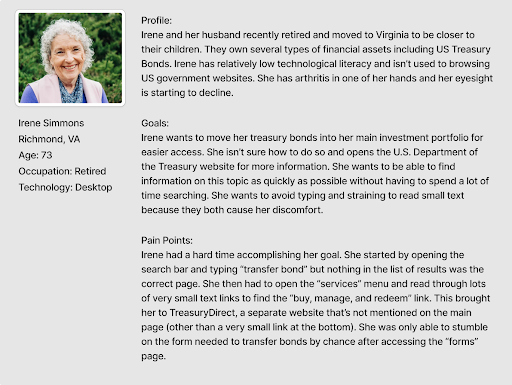 Irene Simmons
Richmond, VA
Age: 73
Occupation: Retired
Technology: Desktop
Profile:
Irene and her husband recently retired and moved to Virginia to be closer to
their children. They own several types of financial assets including US Treasury
Bonds. Irene has relatively low technological literacy and isn't used to browsing
US government websites. She has arthritis in one of her hands and her eyesight
is starting to decline.
Goals:
Irene wants to move her treasury bonds into her main investment portfolio for
easier access. She isn't sure how to do so and opens the U.S. Department of
the Treasury website for more information. She wants to be able to find
information on this topic as quickly as possible without having to spend a lot of
time searching. She wants to avoid typing and straining to read small text
because they both cause her discomfort.
Pain Points:
Irene had a hard time accomplishing her goal. She started by opening the
search bar and typing “transfer bond” but nothing in the list of results was the
correct page. She then had to open the “services” menu and read through lots
of very small text links to find the “buy, manage, and redeem” link. This brought
her to TreasuryDirect, a separate website that's not mentioned on the main
page (other than a very small link at the bottom). She was only able to stumble
on the form needed to transfer bonds by chance after accessing the “forms”
page.